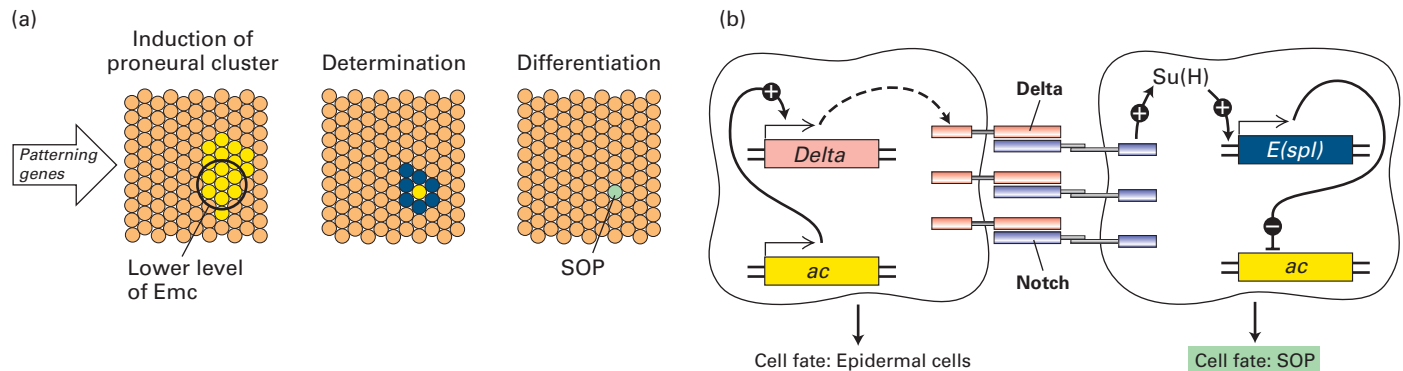 (a)
Induction of
proneural cluster
Determination
Differentiation
Patterning
genes
Lower level
of Emc
SOP
(b)
Delta
Su(H)
Delta
E(spl)
ac
Notch
ac
Cell fate: Epidermal cells
Cell fate: SOP